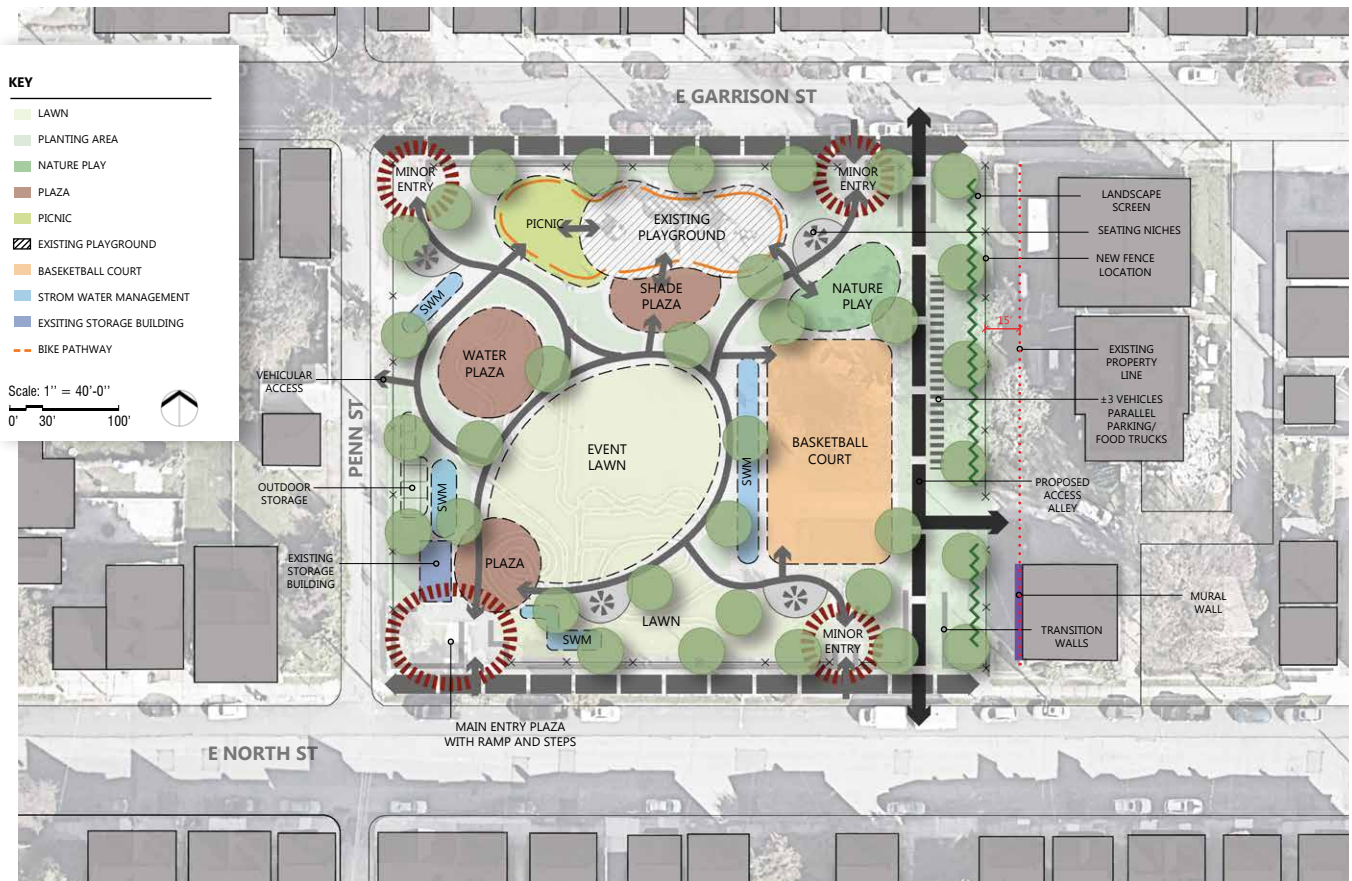 KEY
LAWN
PLANTING AREA
NATURE PLAY
PLAZA
PICNIC
EXISTING PLAYGROUND
BASEKETBALL COURT
STROM WATER MANAGEMENT
EXSITING STORAGE BUILDING
BIKE PATHWAY
Scale: 1'' = 40'-0''
0' 30' 100'
E GARRISON ST
MINOR
ENTRY
MINOR
ENTRY
PICNIC
EXISTING
PLAYGROUND
SHADE
PLAZA
NATURE
PLAY
SWM
WATER
PLAZA
VEHICULAR
ACCESS
PENN ST
EVENT
LAWN
SWM
BASKETBALL
COURT
OUTDOOR
STORAGE
SWM
EXISTING
STORAGE
BUILDING
PLAZA
LAWN
SWM
MINOR
ENTRY
MAIN ENTRY PLAZA
WITH RAMP AND STEPS
E NORTH ST
LANDSCAPE
SCREEN
SEATING NICHES
NEW FENCE
LOCATION
15'
EXISTING
PROPERTY
LINE
±3 VEHICLES
PARALLEL
PARKING/
FOOD TRUCKS
PROPOSED
ACCESS
ALLEY
MURAL
WALL
TRANSITION
WALLS